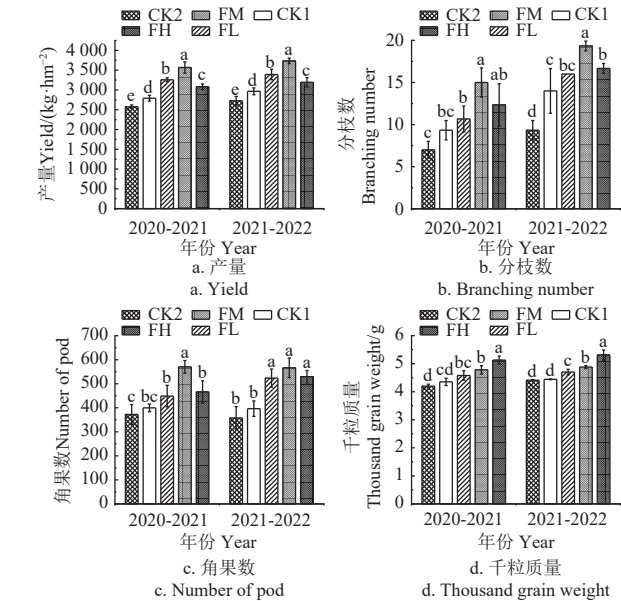 CK2 FM CK1
FH FL
产量Yield/(kg·hm⁻²)
4 000
3 500
3 000
2 500
2 000
1 500
1 000
500
0
e d b a c
e d b a c
2020-2021 2021-2022
年份 Year
a. 产量
a. Yield
CK2 FM CK1
FH FL
分枝数
Branching number
20
15
10
5
0
c bc b a ab
d c bc a b
2020-2021 2021-2022
年份 Year
b. 分枝数
b. Branching number
CK2 FM CK1
FH FL
角果数Number of pod
700
600
500
400
300
200
100
0
c bc b a b
b b a a a
2020-2021 2021-2022
年份 Year
c. 角果数
c. Number of pod
CK2 FM CK1
FH FL
千粒质量
Thousand grain weight/g
6
5
4
3
2
1
0
d cd bc b a
d d c b a
2020-2021 2021-2022
年份 Year
d. 千粒质量
d. Thousand grain weight